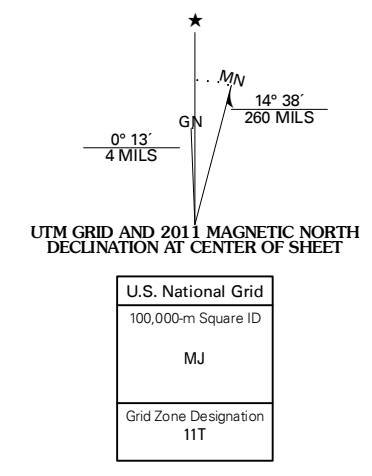 ★
MN
14° 38´
260 MILS
GN
0° 13´
4 MILS
UTM GRID AND 2011 MAGNETIC NORTH
DECLINATION AT CENTER OF SHEET
U.S. National Grid
100,000-m Square ID
MJ
Grid Zone Designation
11T